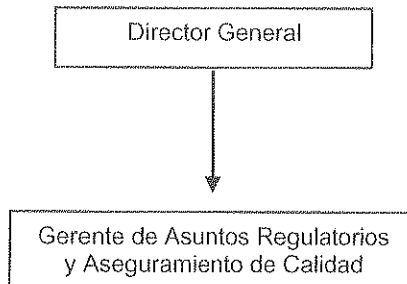 Director General
Gerente de Asuntos Regulatorios
y Aseguramiento de Calidad